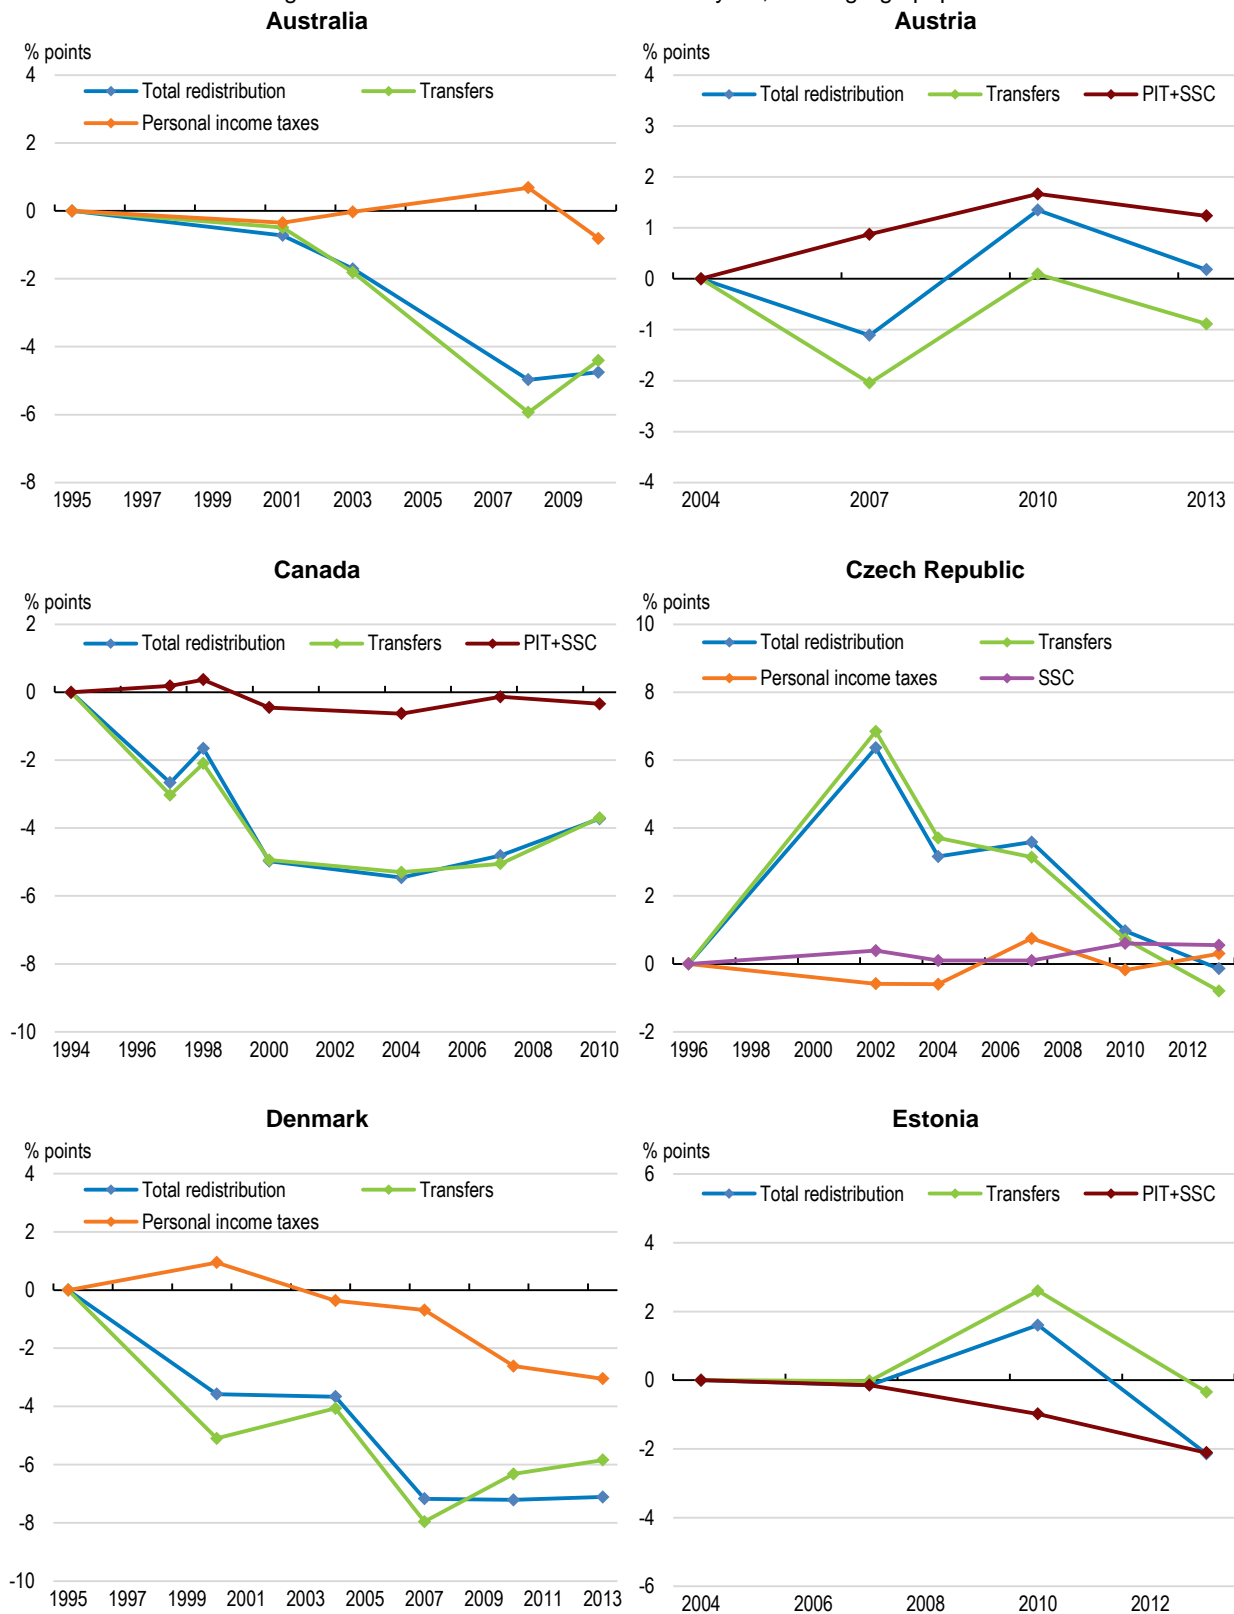 Australia
% points
Total redistribution
Transfers
Personal income taxes
4
2
0
-2
-4
-6
-8
1995 1997 1999 2001 2003 2005 2007 2009
Austria
% points
Total redistribution
Transfers
PIT+SSC
4
3
2
1
0
-1
-2
-3
-4
2004 2007 2010 2013
Canada
% points
Total redistribution
Transfers
PIT+SSC
2
0
-2
-4
-6
-8
-10
1994 1996 1998 2000 2002 2004 2006 2008 2010
Czech Republic
% points
Total redistribution
Transfers
Personal income taxes
SSC
10
8
6
4
2
0
-2
1996 1998 2000 2002 2004 2006 2008 2010 2012
Denmark
% points
Total redistribution
Transfers
Personal income taxes
4
2
0
-2
-4
-6
-8
-10
1995 1997 1999 2001 2003 2005 2007 2009 2011 2013
Estonia
% points
Total redistribution
Transfers
PIT+SSC
6
4
2
0
-2
-4
-6
2004 2006 2008 2010 2012